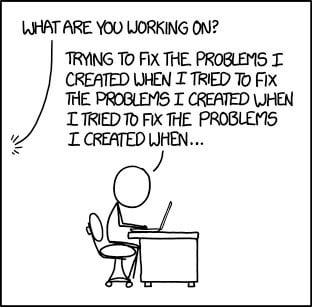 WHAT ARE YOU WORKING ON?
TRYING TO FIX THE PROBLEMS I
CREATED WHEN I TRIED TO FIX
THE PROBLEMS I CREATED WHEN
I TRIED TO FIX THE PROBLEMS
I CREATED WHEN...